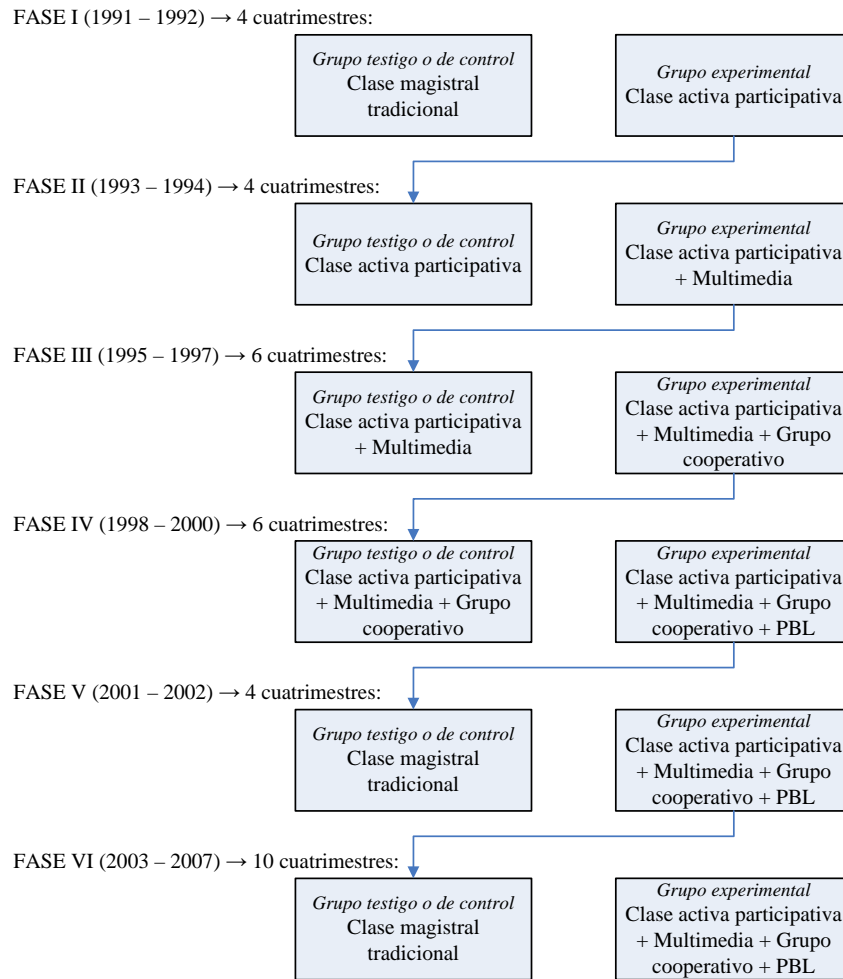 FASE I (1991 – 1992) → 4 cuatrimestres:
Grupo testigo o de control
Clase magistral
tradicional
Grupo experimental
Clase activa participativa
FASE II (1993 – 1994) → 4 cuatrimestres:
Grupo testigo o de control
Clase activa participativa
Grupo experimental
Clase activa participativa
+ Multimedia
FASE III (1995 – 1997) → 6 cuatrimestres:
Grupo testigo o de control
Clase activa participativa
+ Multimedia
Grupo experimental
Clase activa participativa
+ Multimedia + Grupo
cooperativo
FASE IV (1998 – 2000) → 6 cuatrimestres:
Grupo testigo o de control
Clase activa participativa
+ Multimedia + Grupo
cooperativo
Grupo experimental
Clase activa participativa
+ Multimedia + Grupo
cooperativo + PBL
FASE V (2001 – 2002) → 4 cuatrimestres:
Grupo testigo o de control
Clase magistral
tradicional
Grupo experimental
Clase activa participativa
+ Multimedia + Grupo
cooperativo + PBL
FASE VI (2003 – 2007) → 10 cuatrimestres:
Grupo testigo o de control
Clase magistral
tradicional
Grupo experimental
Clase activa participativa
+ Multimedia + Grupo
cooperativo + PBL